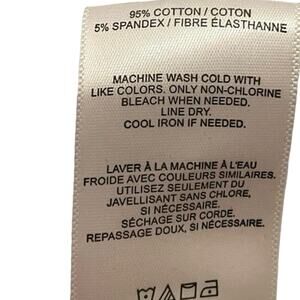 95% COTTON / COTON
5% SPANDEX / FIBRE ÉLASTHANNE
MACHINE WASH COLD WITH
LIKE COLORS. ONLY NON-CHLORINE
BLEACH WHEN NEEDED.
LINE DRY.
COOL IRON IF NEEDED.
LAVER À LA MACHINE À L'EAU
FROIDE AVEC COULEURS SIMILAIRES.
UTILISEZ SEULEMENT DU
JAVELLISANT SANS CHLORE,
SI NÉCESSAIRE.
SÉCHAGE SUR CORDE.
REPASSAGE DOUX, SI NÉCESSAIRE.